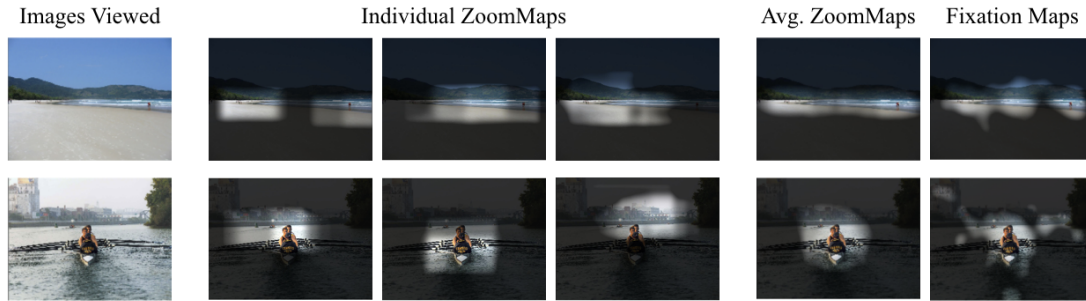 Images Viewed
Individual ZoomMaps
Avg. ZoomMaps
Fixation Maps